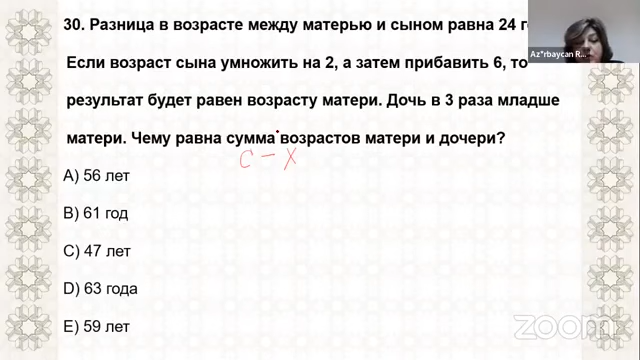 30. Разница в возрасте между матерью и сыном равна 24 г
Если возраст сына умножить на 2, а затем прибавить 6, то
результат будет равен возрасту матери. Дочь в 3 раза младше
матери. Чему равна сумма возрастов матери и дочери?
С – X
A) 56 лет
B) 61 год
C) 47 лет
D) 63 года
E) 59 лет
Az*rbaycan R...
zoom